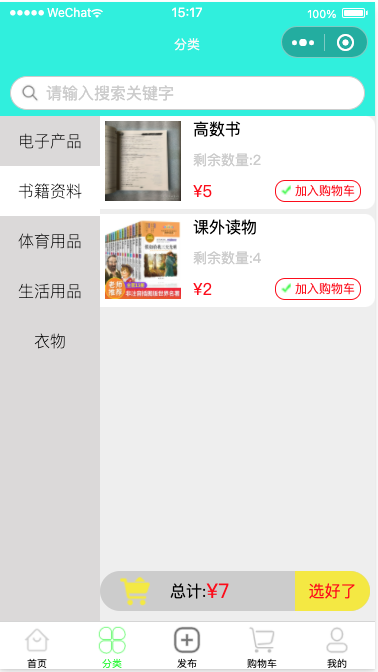 WeChat 15:17 100%
分类
请输入搜索关键字
电子产品
书籍资料
体育用品
生活用品
衣物
高数书
剩余数量:2
¥5 加入购物车
课外读物
剩余数量:4
¥2 加入购物车
老师推荐
总计:¥7 选好了
首页 分类 发布 购物车 我的